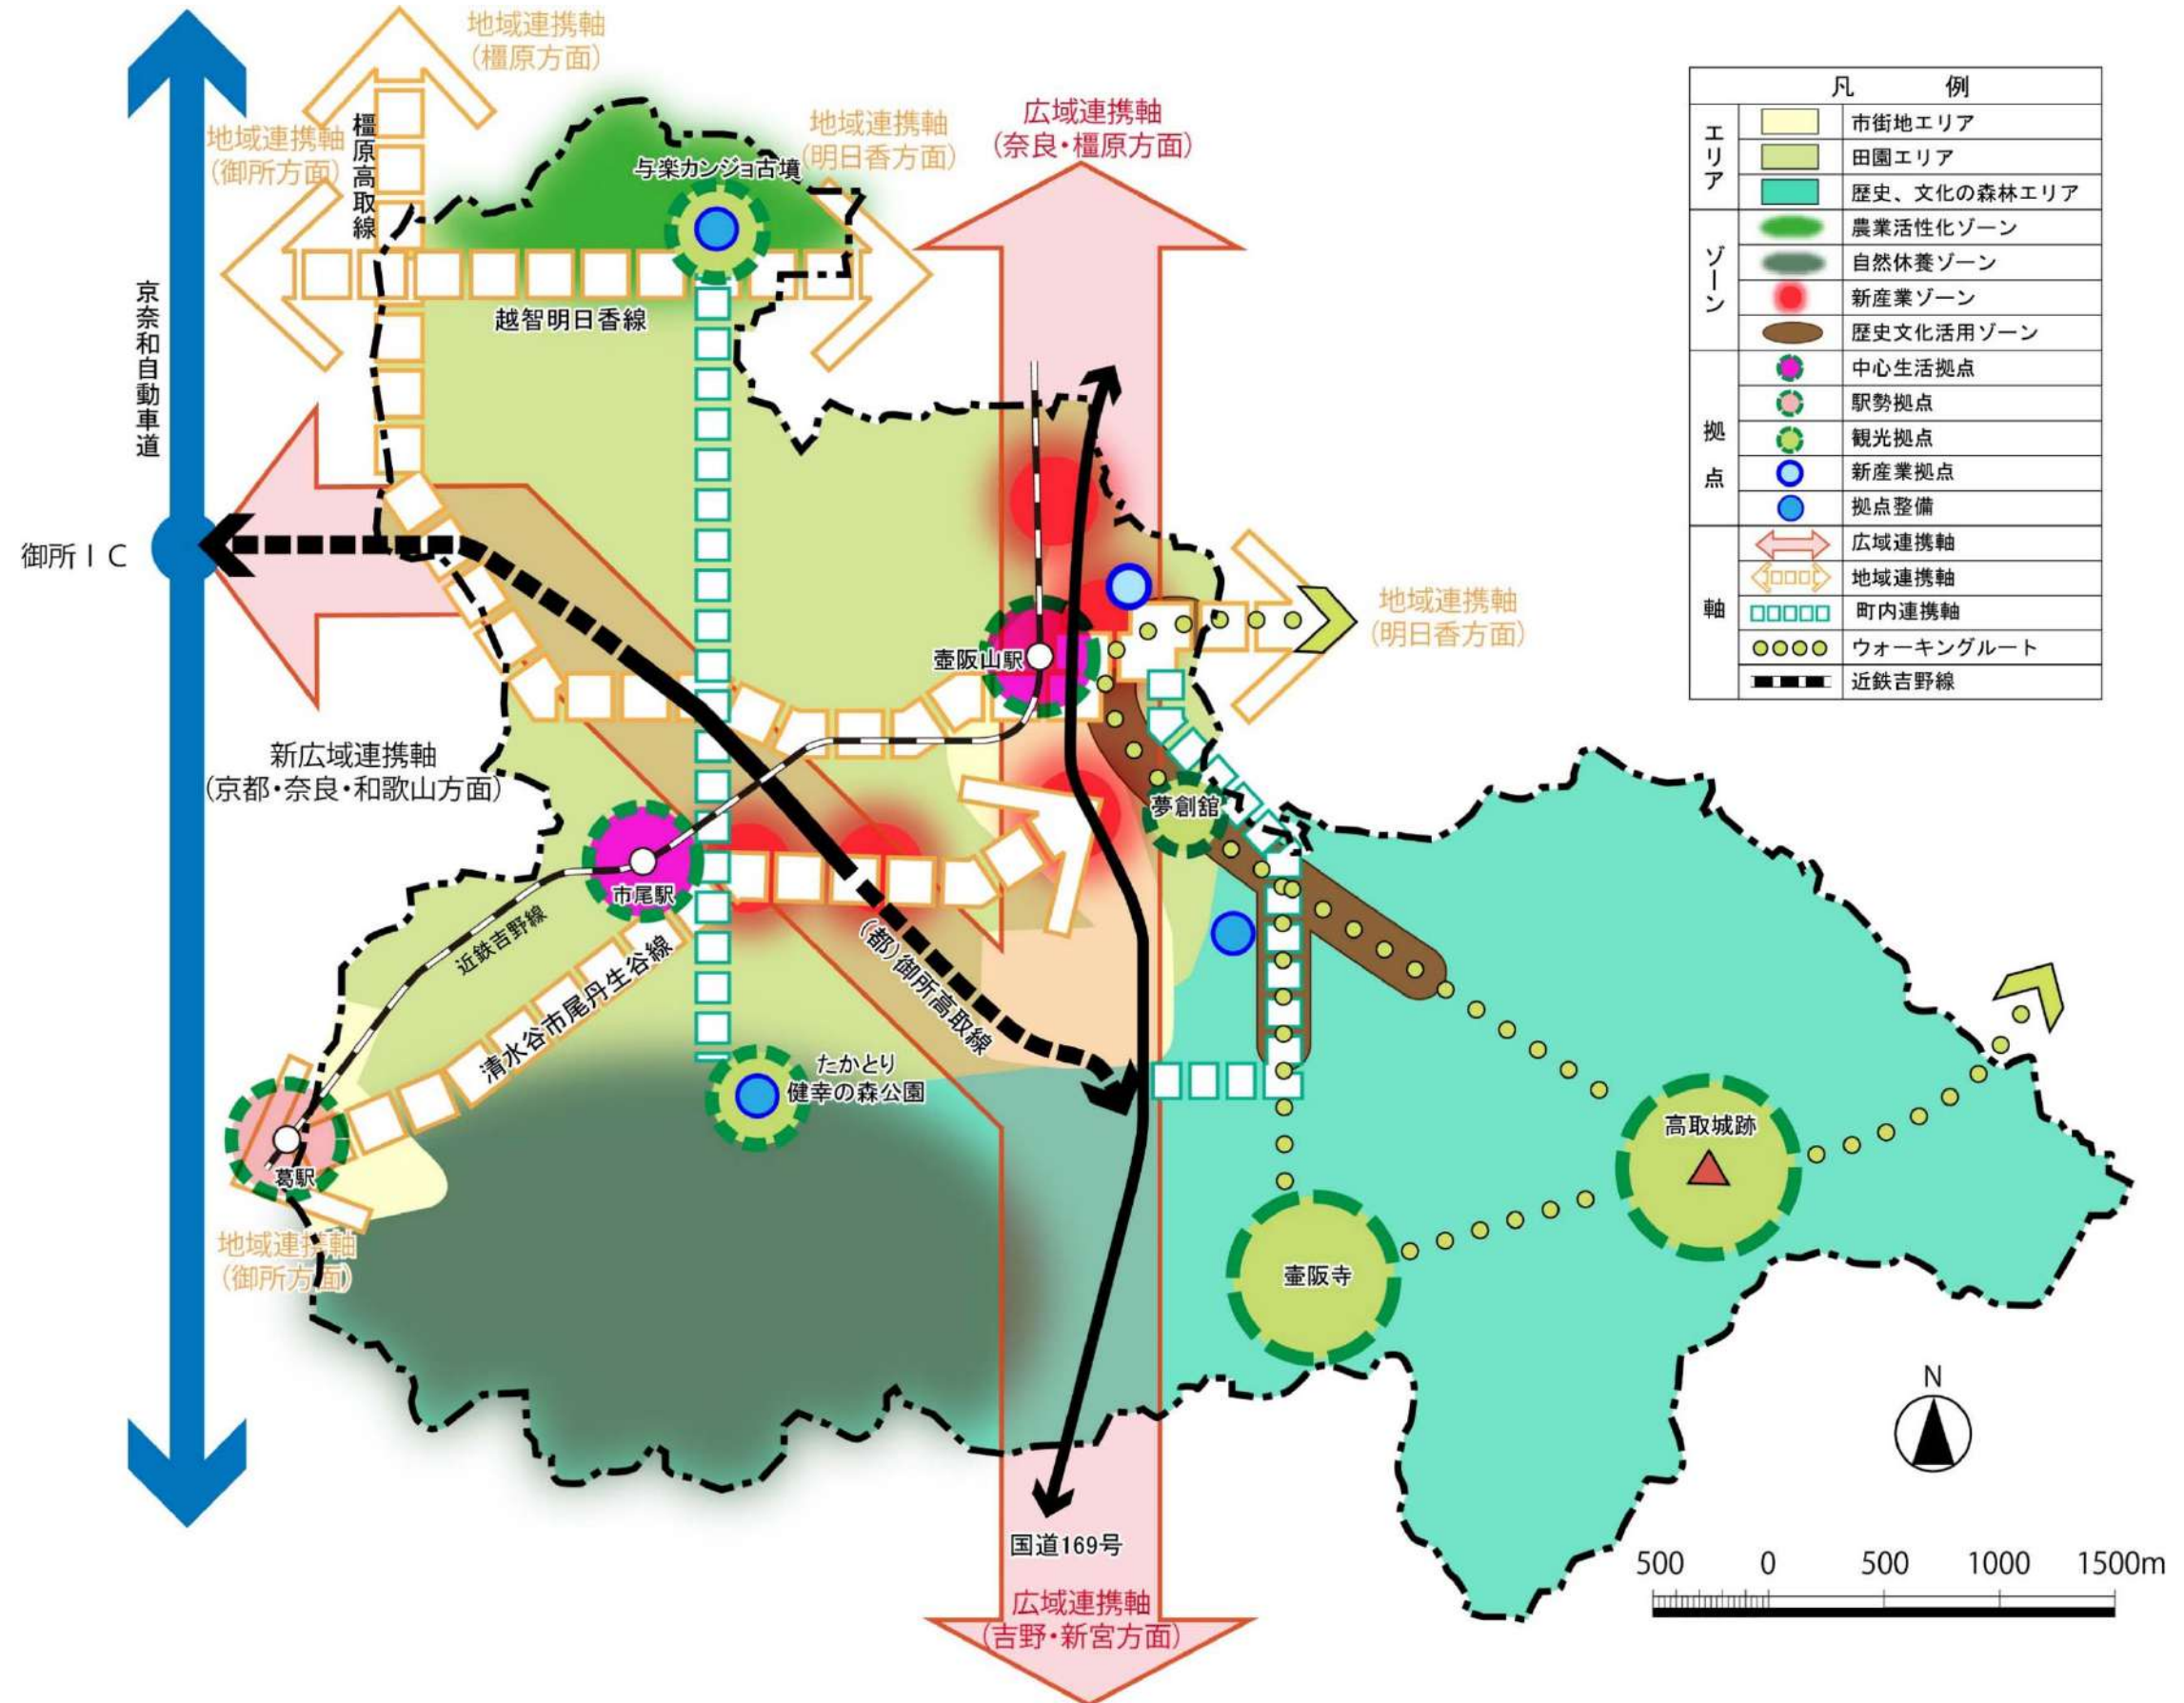 地域連携軸
(橿原方面)
地域連携軸
(御所方面)
橿原高取線
与楽カンジョ古墳
地域連携軸
(明日香方面)
広域連携軸
(奈良・橿原方面)
越智明日香線
京奈和自動車道
御所IC
壺阪山駅
地域連携軸
(明日香方面)
新広域連携軸
(京都・奈良・和歌山方面)
夢創舘
市尾駅
近鉄吉野線
清水谷市尾丹生谷線
(都)御所高取線
たかとり
健幸の森公園
葛駅
地域連携軸
(御所方面)
高取城跡
壷阪寺
国道169号
広域連携軸
(吉野・新宮方面)
凡 例
エリア
市街地エリア
田園エリア
歴史、文化の森林エリア
ゾーン
農業活性化ゾーン
自然休養ゾーン
新産業ゾーン
歴史文化活用ゾーン
拠点
中心生活拠点
駅勢拠点
観光拠点
新産業拠点
拠点整備
軸
広域連携軸
地域連携軸
町内連携軸
ウォーキングルート
近鉄吉野線
N
500 0 500 1000 1500m